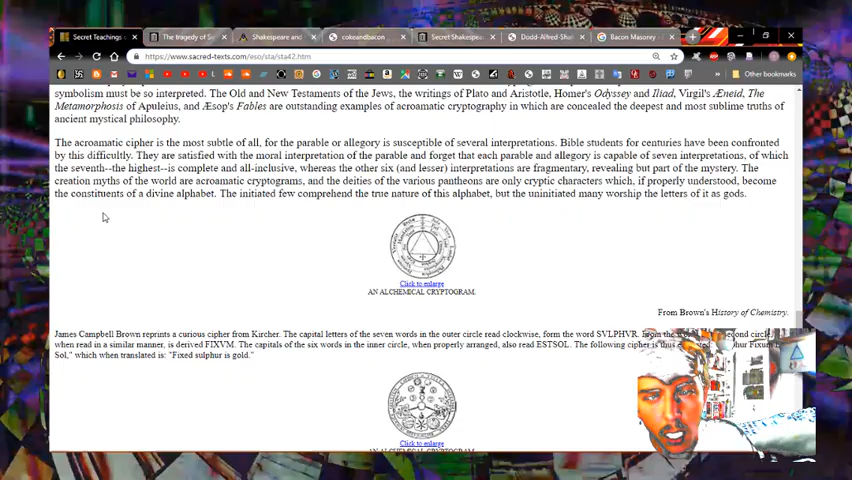 Secret Teachings
The tragedy of S
Shakespeare and
cokeandbacon
Secret Shakespea
Dodd-Alfred-Sha
Bacon Masonry -
https://www.sacred-texts.com/eso/sta/sta42.htm
Other bookmarks
symbolism must be so interpreted. The Old and New Testaments of the Jews, the writings of Plato and Aristotle, Homer's Odyssey and Iliad, Virgil's Æneid, The
Metamorphosis of Apuleius, and Æsop's Fables are outstanding examples of acroamatic cryptography in which are concealed the deepest and most sublime truths of
ancient mystical philosophy.
The acroamatic cipher is the most subtle of all, for the parable or allegory is susceptible of several interpretations. Bible students for centuries have been confronted
by this difficultly. They are satisfied with the moral interpretation of the parable and forget that each parable and allegory is capable of seven interpretations, of which
the seventh--the highest--is complete and all-inclusive, whereas the other six (and lesser) interpretations are fragmentary, revealing but part of the mystery. The
creation myths of the world are acroamatic cryptograms, and the deities of the various pantheons are only cryptic characters which, if properly understood, become
the constituents of a divine alphabet. The initiated few comprehend the true nature of this alphabet, but the uninitiated many worship the letters of it as gods.
Click to enlarge
AN ALCHEMICAL CRYPTOGRAM.
From Brown's History of Chemistry.
James Campbell Brown reprints a curious cipher from Kircher. The capital letters of the seven words in the outer circle read clockwise, form the word SVLPHVR. From the second circle,
when read in a similar manner, is derived FIXVM. The capitals of the six words in the inner circle, when properly arranged, also read ESTSOL. The following cipher is thus
Sol," which when translated is: "Fixed sulphur is gold."
Click to enlarge
AN ALCHEMICAL CRYPTOGRAM